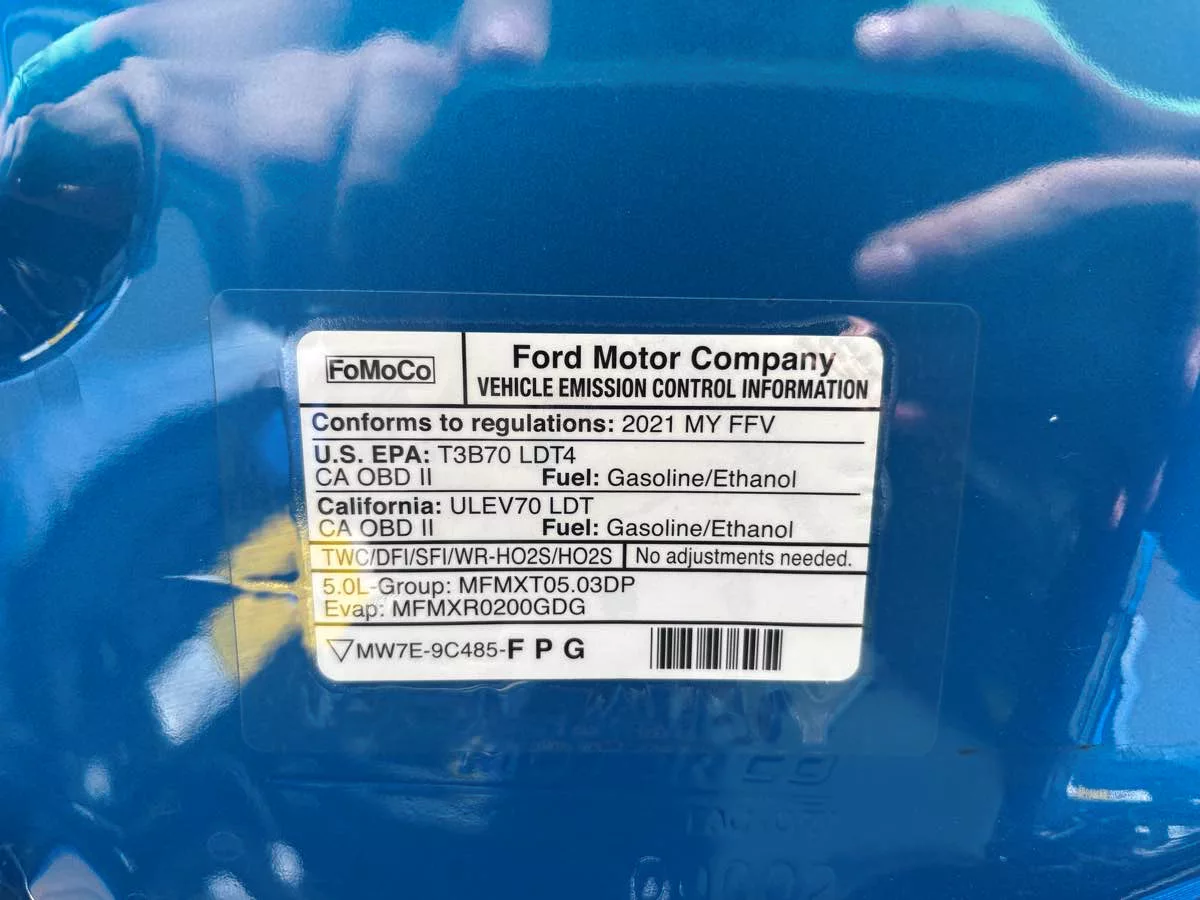 FoMoCo
Ford Motor Company
VEHICLE EMISSION CONTROL INFORMATION
Conforms to regulations: 2021 MY FFV
U.S. EPA: T3B70 LDT4
CA OBD II Fuel: Gasoline/Ethanol
California: ULEV70 LDT
CA OBD II Fuel: Gasoline/Ethanol
TWC/DFI/SFI/WR-HO2S/HO2S No adjustments needed.
5.0L-Group: MFMXT05.03DP
Evap: MFMXR0200GDG
MW7E-9C485-F P G